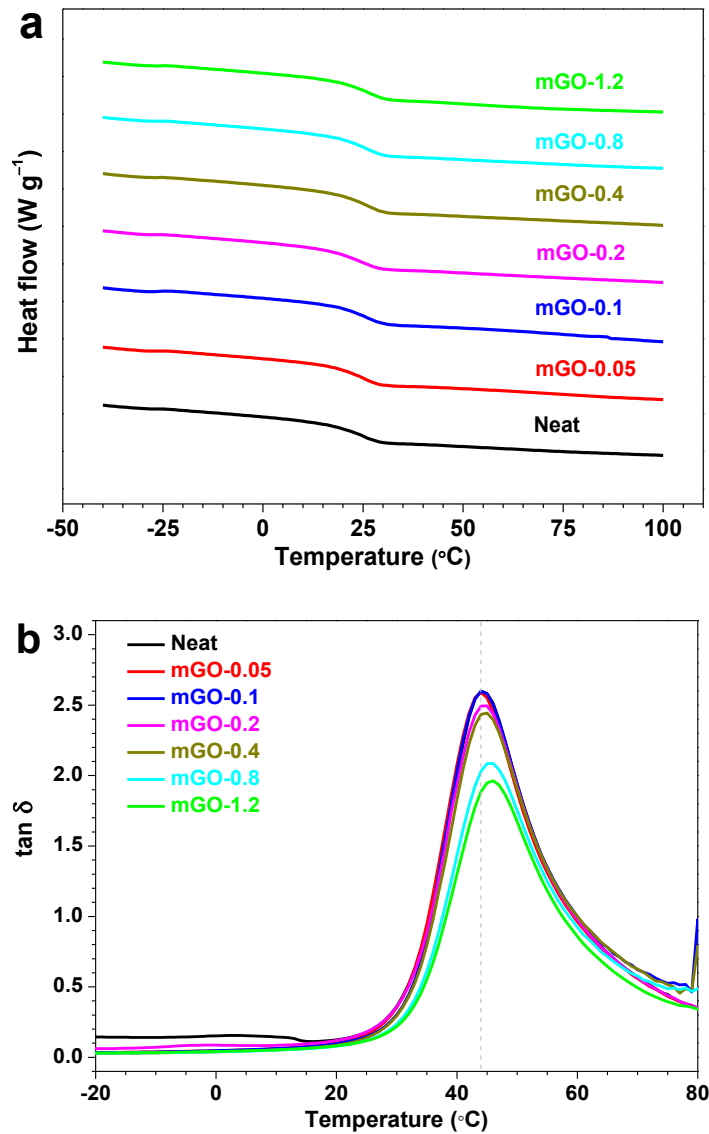 a
mGO-1.2
mGO-0.8
mGO-0.4
mGO-0.2
mGO-0.1
mGO-0.05
Neat
Heat flow (W g⁻¹)
-50 -25 0 25 50 75 100
Temperature (°C)
b
3.0
2.5
2.0
1.5
1.0
0.5
0.0
Neat
mGO-0.05
mGO-0.1
mGO-0.2
mGO-0.4
mGO-0.8
mGO-1.2
tan δ
-20 0 20 40 60 80
Temperature (°C)